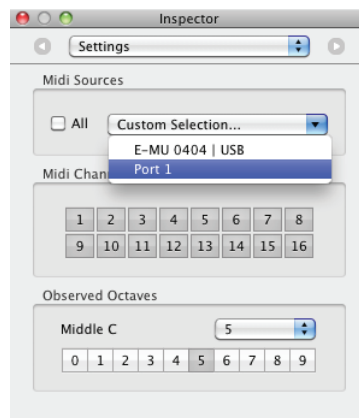 Inspector
Settings
Midi Sources
All Custom Selection...
E-MU 0404 | USB
Port 1
Midi Chan
1 2 3 4 5 6 7 8
9 10 11 12 13 14 15 16
Observed Octaves
Middle C 5
0 1 2 3 4 5 6 7 8 9